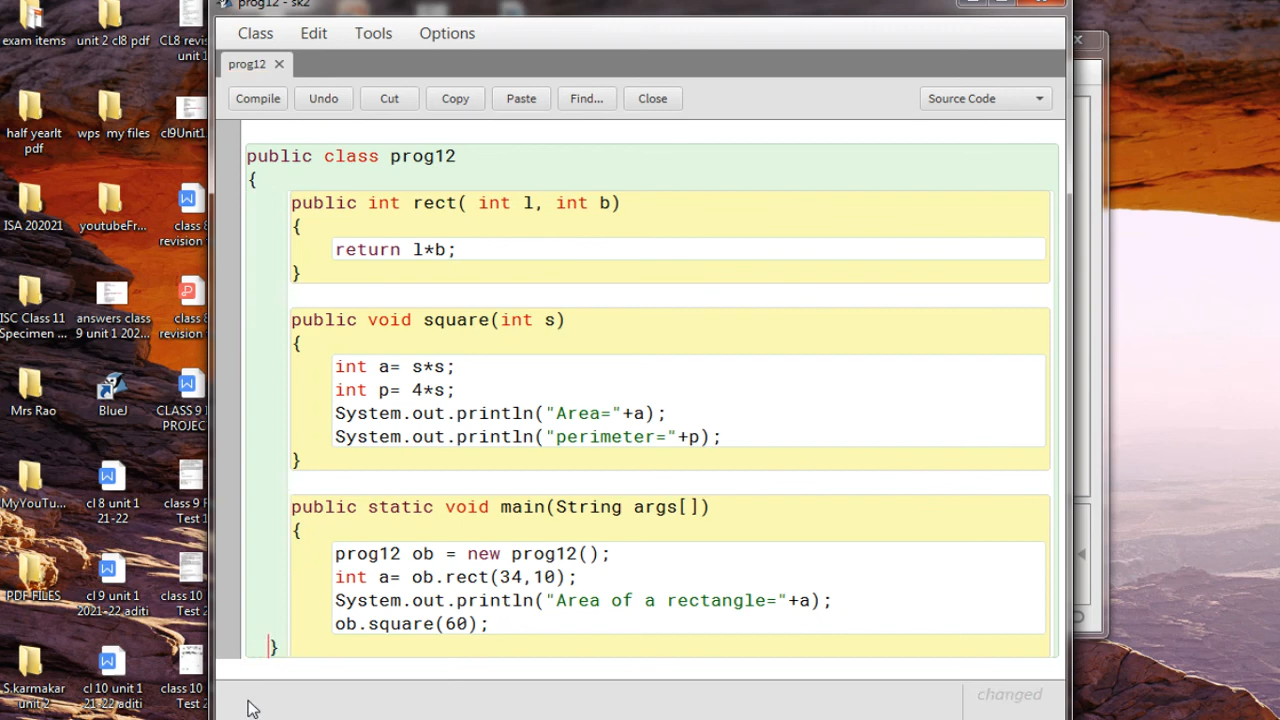 prog12 - sk2
Class Edit Tools Options
prog12
Compile Undo Cut Copy Paste Find... Close Source Code
public class prog12
{
public int rect( int l, int b)
{
return l*b;
}
public void square(int s)
{
int a= s*s;
int p= 4*s;
System.out.println("Area="+a);
System.out.println("perimeter="+p);
}
public static void main(String args[])
{
prog12 ob = new prog12();
int a= ob.rect(34,10);
System.out.println("Area of a rectangle="+a);
ob.square(60);
}
changed
exam items
unit 2 cl8 pdf
CL8 revis
unit 1
half yearlt
pdf
wps my files
cl9Unit1
ISA 202021
youtubeFr...
class 8
revision
ISC Class 11
Specimen ...
answers class
9 unit 1 202...
class 8
revision
Mrs Rao
BlueJ
CLASS 9
PROJEC
MyYouTu...
cl 8 unit 1
21-22
class 9
Test 1
PDF FILES
cl 9 unit 1
2021-22 aditi
class 10
Test
S.karmakar
unit 2
cl 10 unit 1
21-22 aditi
class 10
Test 2